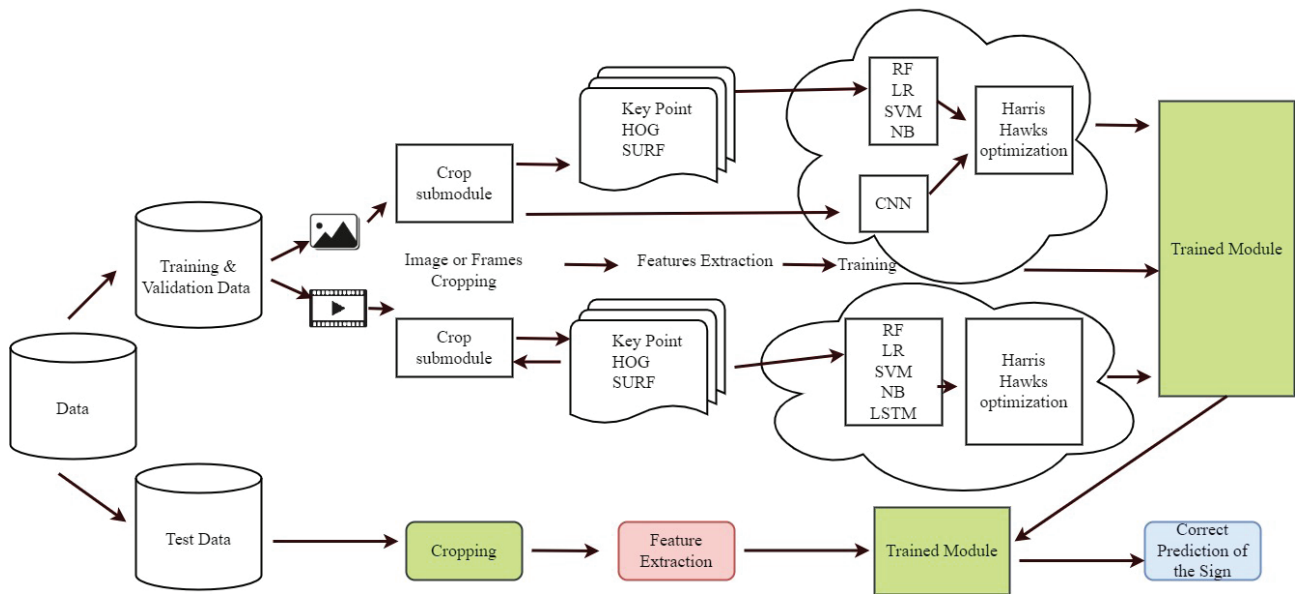 Key Point
HOG
SURF
RF
LR
SVM
NB
Harris
Hawks
optimization
Crop
submodule
CNN
Training &
Validation Data
Image or Frames
Cropping
Features Extraction
Training
Trained Module
Crop
submodule
Key Point
HOG
SURF
RF
LR
SVM
NB
LSTM
Harris
Hawks
optimization
Data
Test Data
Cropping
Feature
Extraction
Trained Module
Correct
Prediction of
the Sign